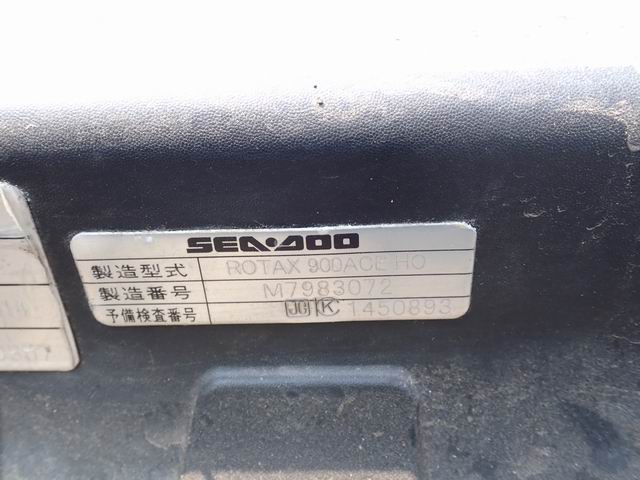 SEA-DOO
製造型式 ROTAX 900ACE HO
製造番号 M7983072
予備検査番号 JCI K 1450893